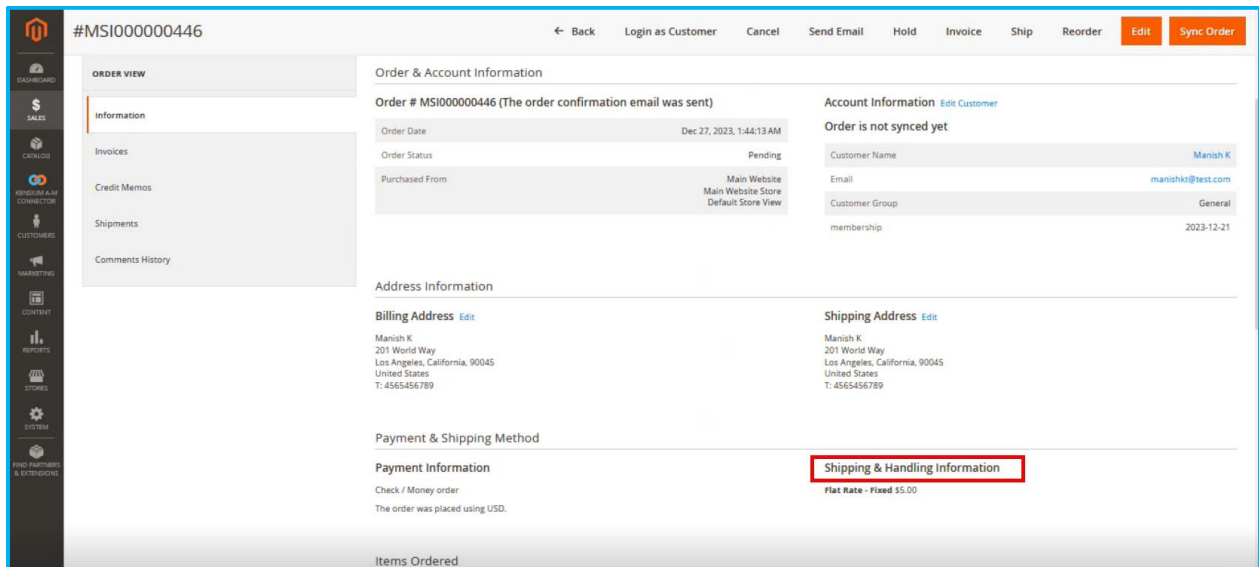 #MSI000000446
← Back Login as Customer Cancel Send Email Hold Invoice Ship Reorder Edit Sync Order
DASHBOARD
SALES
CATALOG
KENSIUM A-M
CONNECTOR
CUSTOMERS
MARKETING
CONTENT
REPORTS
STORES
SYSTEM
FIND PARTNERS
& EXTENSIONS
ORDER VIEW
Information
Invoices
Credit Memos
Shipments
Comments History
Order & Account Information
Order # MSI000000446 (The order confirmation email was sent)
Order Date Dec 27, 2023, 1:44:13 AM
Order Status Pending
Purchased From Main Website
Main Website Store
Default Store View
Account Information Edit Customer
Order is not synced yet
Customer Name Manish K
Email manishkt@test.com
Customer Group General
membership 2023-12-21
Address Information
Billing Address Edit
Manish K
201 World Way
Los Angeles, California, 90045
United States
T: 4565456789
Shipping Address Edit
Manish K
201 World Way
Los Angeles, California, 90045
United States
T: 4565456789
Payment & Shipping Method
Payment Information
Check / Money order
The order was placed using USD.
Shipping & Handling Information
Flat Rate - Fixed $5.00
Items Ordered